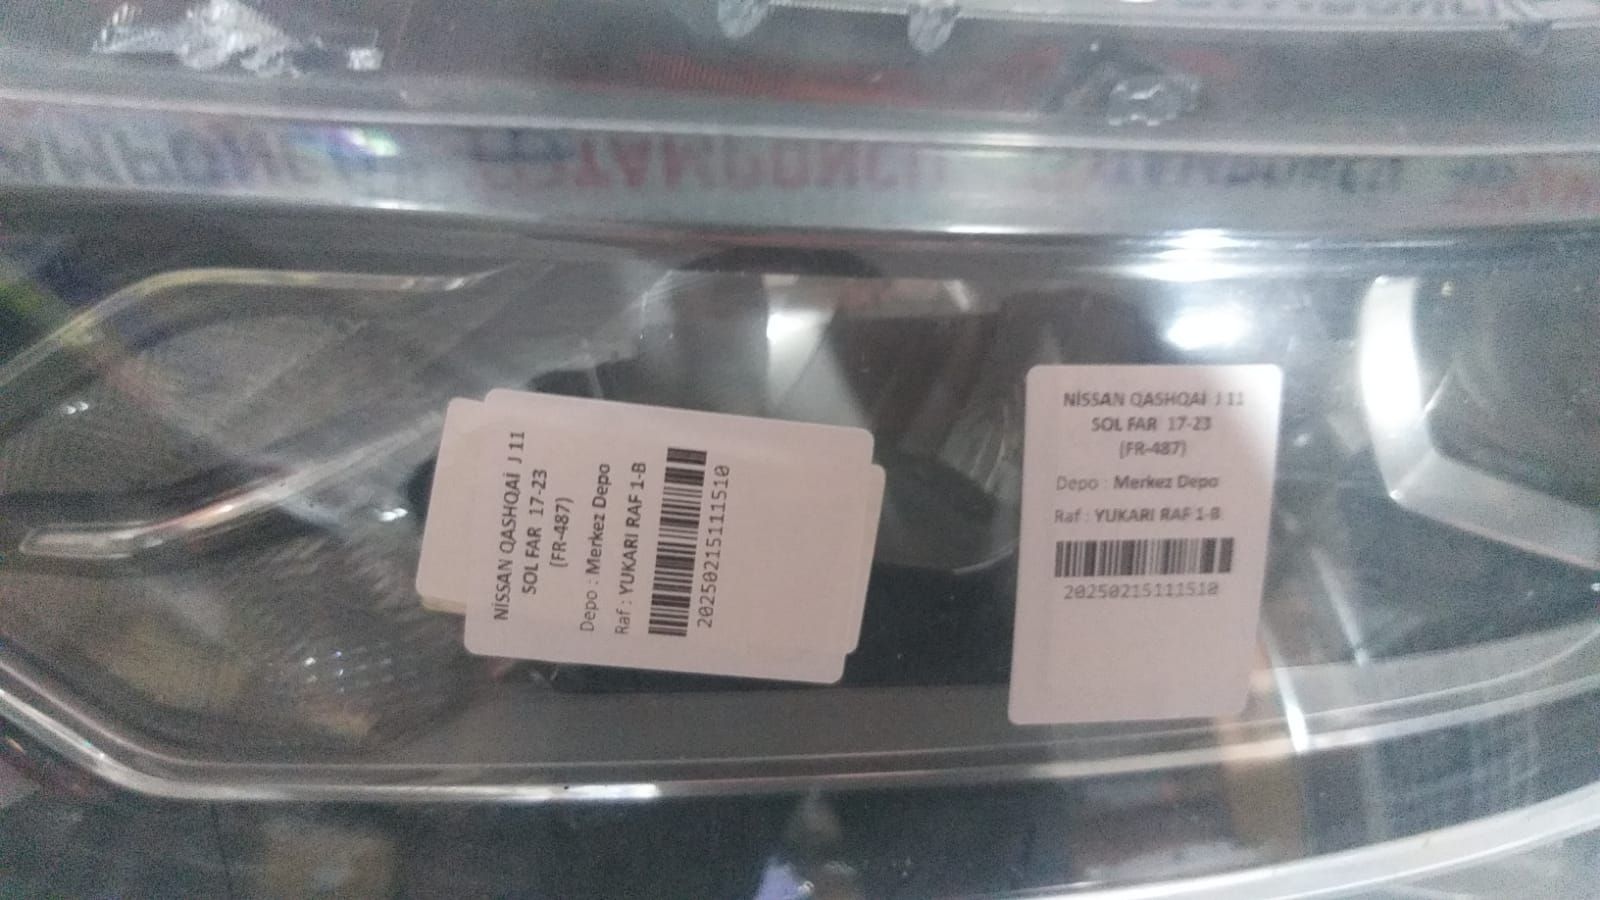 TAMPONCU
NİSSAN QASHQAİ J 11
SOL FAR 17-23
(FR-487)
Depo : Merkez Depo
Raf : YUKARI RAF 1-B
20250215111510
NİSSAN QASHQAİ J 11
SOL FAR 17-23
(FR-487)
Depo : Merkez Depo
Raf : YUKARI RAF 1-B
20250215111510